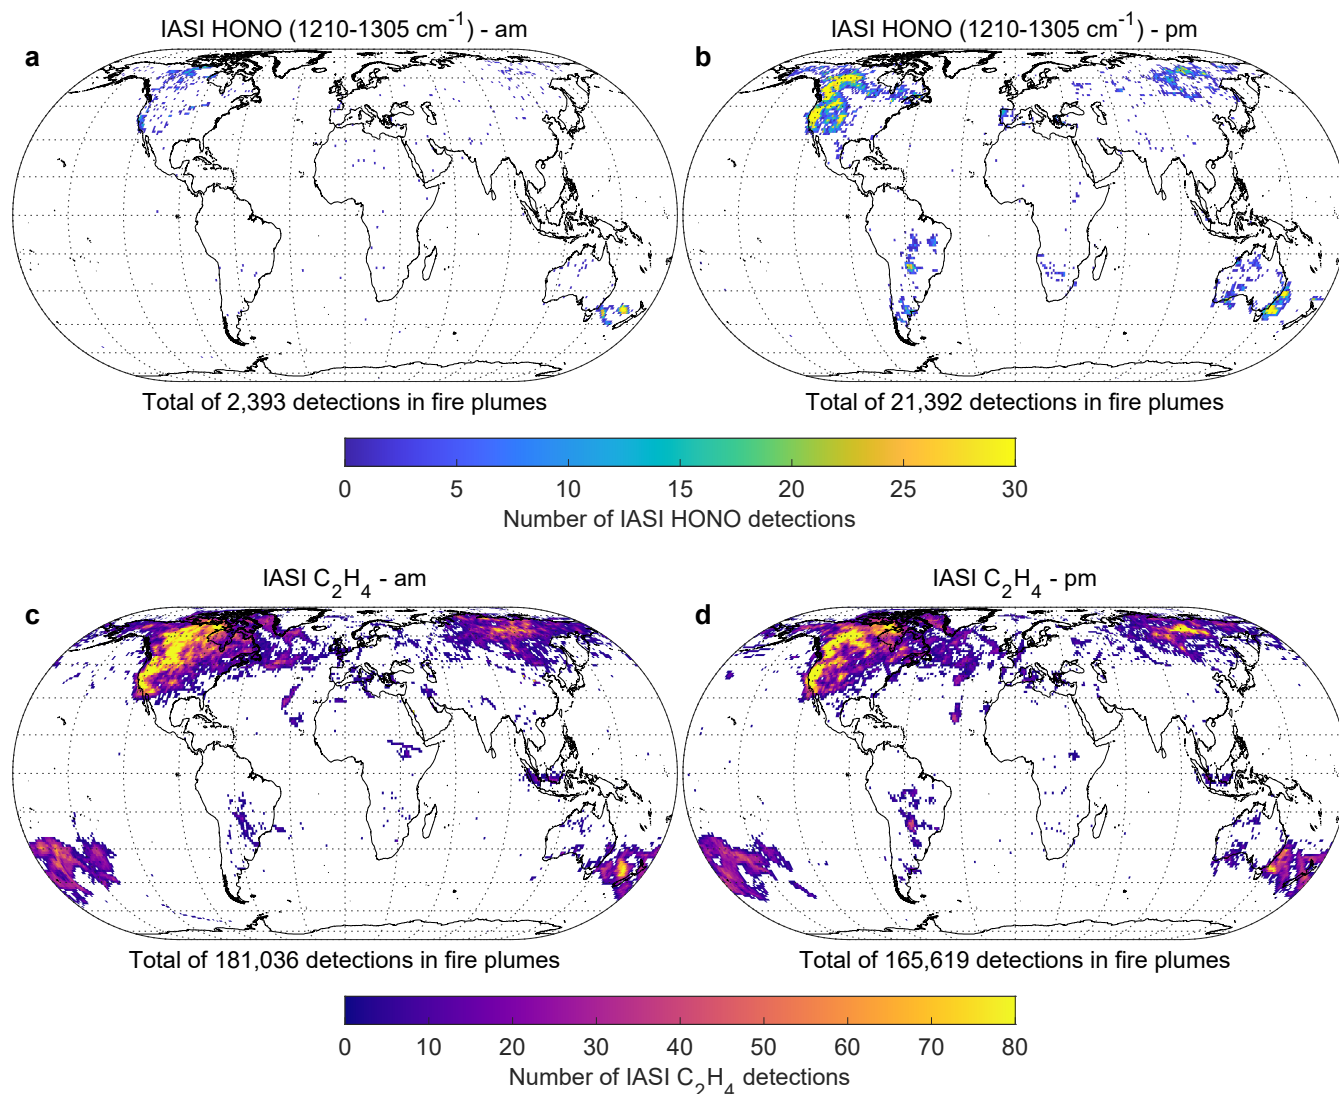 IASI HONO (1210-1305 cm⁻¹) - am
a
Total of 2,393 detections in fire plumes
IASI HONO (1210-1305 cm⁻¹) - pm
b
Total of 21,392 detections in fire plumes
0 5 10 15 20 25 30
Number of IASI HONO detections
IASI C₂H₄ - am
c
Total of 181,036 detections in fire plumes
IASI C₂H₄ - pm
d
Total of 165,619 detections in fire plumes
0 10 20 30 40 50 60 70 80
Number of IASI C₂H₄ detections